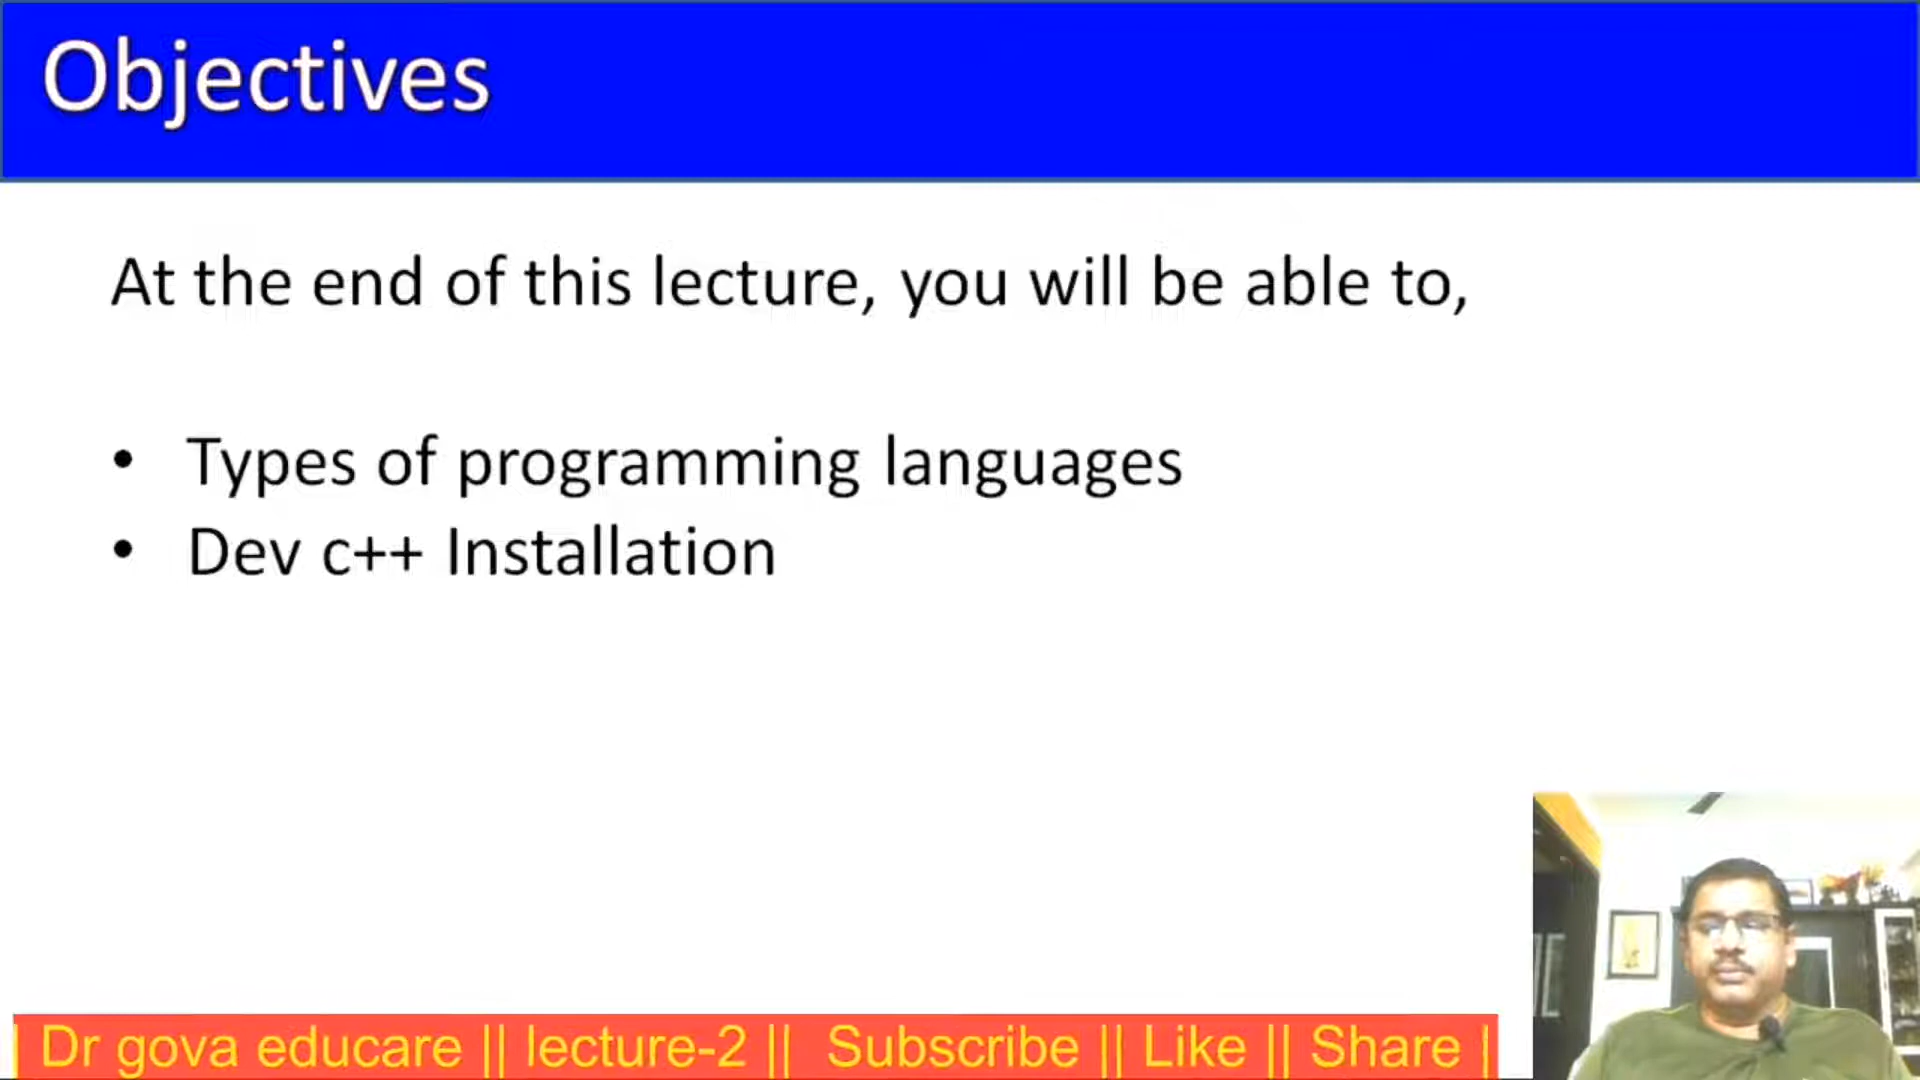 Objectives
At the end of this lecture, you will be able to,
• Types of programming languages
• Dev c++ Installation
| Dr gova educare || lecture-2 || Subscribe || Like || Share |